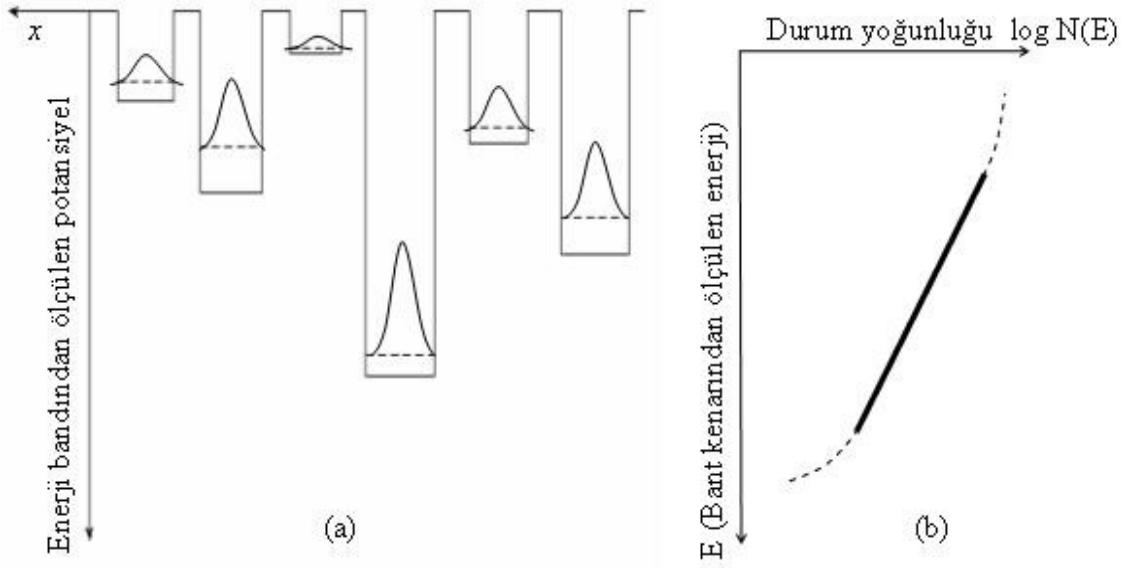 x
Enerji bandından ölçülen potansiyel
(a)
Durum yoğunluğu log N(E)
E (Bant kenarından ölçülen enerji)
(b)